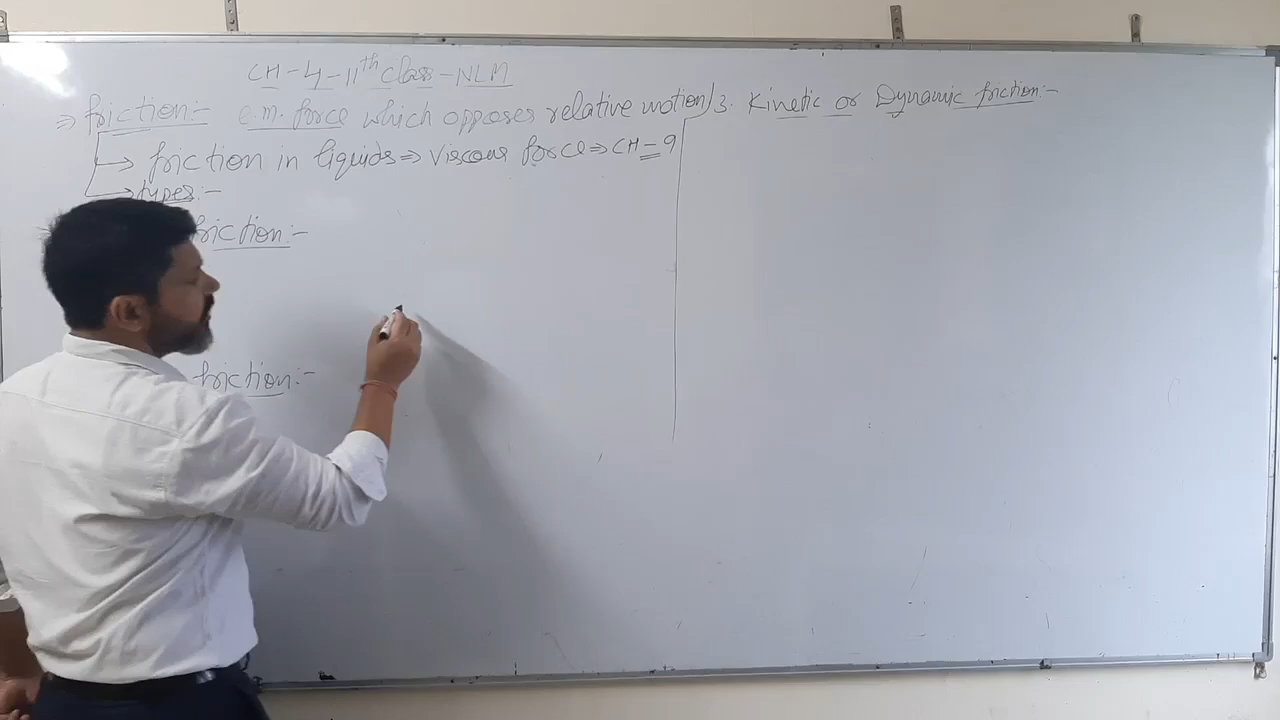 CH-4-11th class-NLM
⇒ friction:- e.m. force which opposes relative motion
→ friction in liquids ⇒ Viscous force ⇒ CH=9
→ types:-
friction:-
friction:-
3. Kinetic or Dynamic friction:-